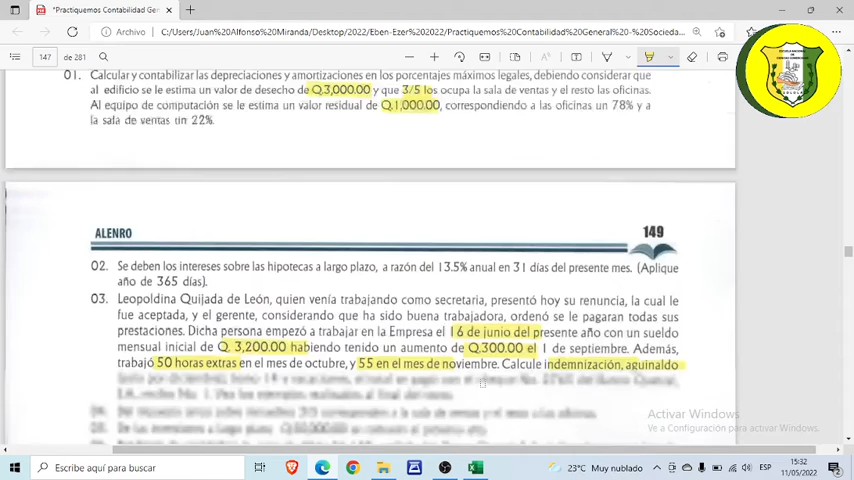 *Practiquemos Contabilidad Gen
Archivo
C:/Users/Juan%20Alfonso%20Miranda/Desktop/2022/Eben-Ezer%202022/Practiquemos%20Contabilidad%20General%20-%20Socieda...
147 de 281
01. Calcular y contabilizar las depreciaciones y amortizaciones en los porcentajes máximos legales, debiendo considerar que
al edificio se le estima un valor de desecho de Q.3,000.00 y que 3/5 los ocupa la sala de ventas y el resto las oficinas.
Al equipo de computación se le estima un valor residual de Q.1,000.00, correspondiendo a las oficinas un 78% y a
la sala de ventas un 22%.
ALENRO 149
02. Se deben los intereses sobre las hipotecas a largo plazo, a razón del 13.5% anual en 31 días del presente mes. (Aplique
año de 365 días).
03. Leopoldina Quijada de León, quien venía trabajando como secretaria, presentó hoy su renuncia, la cual le
fue aceptada, y el gerente, considerando que ha sido buena trabajadora, ordenó se le pagaran todas sus
prestaciones. Dicha persona empezó a trabajar en la Empresa el 16 de junio del presente año con un sueldo
mensual inicial de Q. 3,200.00 habiendo tenido un aumento de Q.300.00 el 1 de septiembre. Además,
trabajó 50 horas extras en el mes de octubre, y 55 en el mes de noviembre. Calcule indemnización, aguinaldo
Activar Windows
Ve a Configuración para activar Windows.
Escribe aquí para buscar
23°C Muy nublado
ESP
15:32
11/05/2022